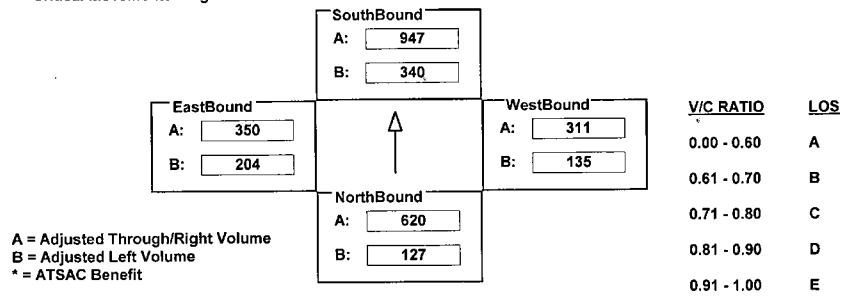 SouthBound
A: 947
B: 340
EastBound
A: 350
B: 204
WestBound
A: 311
B: 135
NorthBound
A: 620
B: 127
A = Adjusted Through/Right Volume
B = Adjusted Left Volume
* = ATSAC Benefit
V/C RATIO LOS
0.00 - 0.60 A
0.61 - 0.70 B
0.71 - 0.80 C
0.81 - 0.90 D
0.91 - 1.00 E